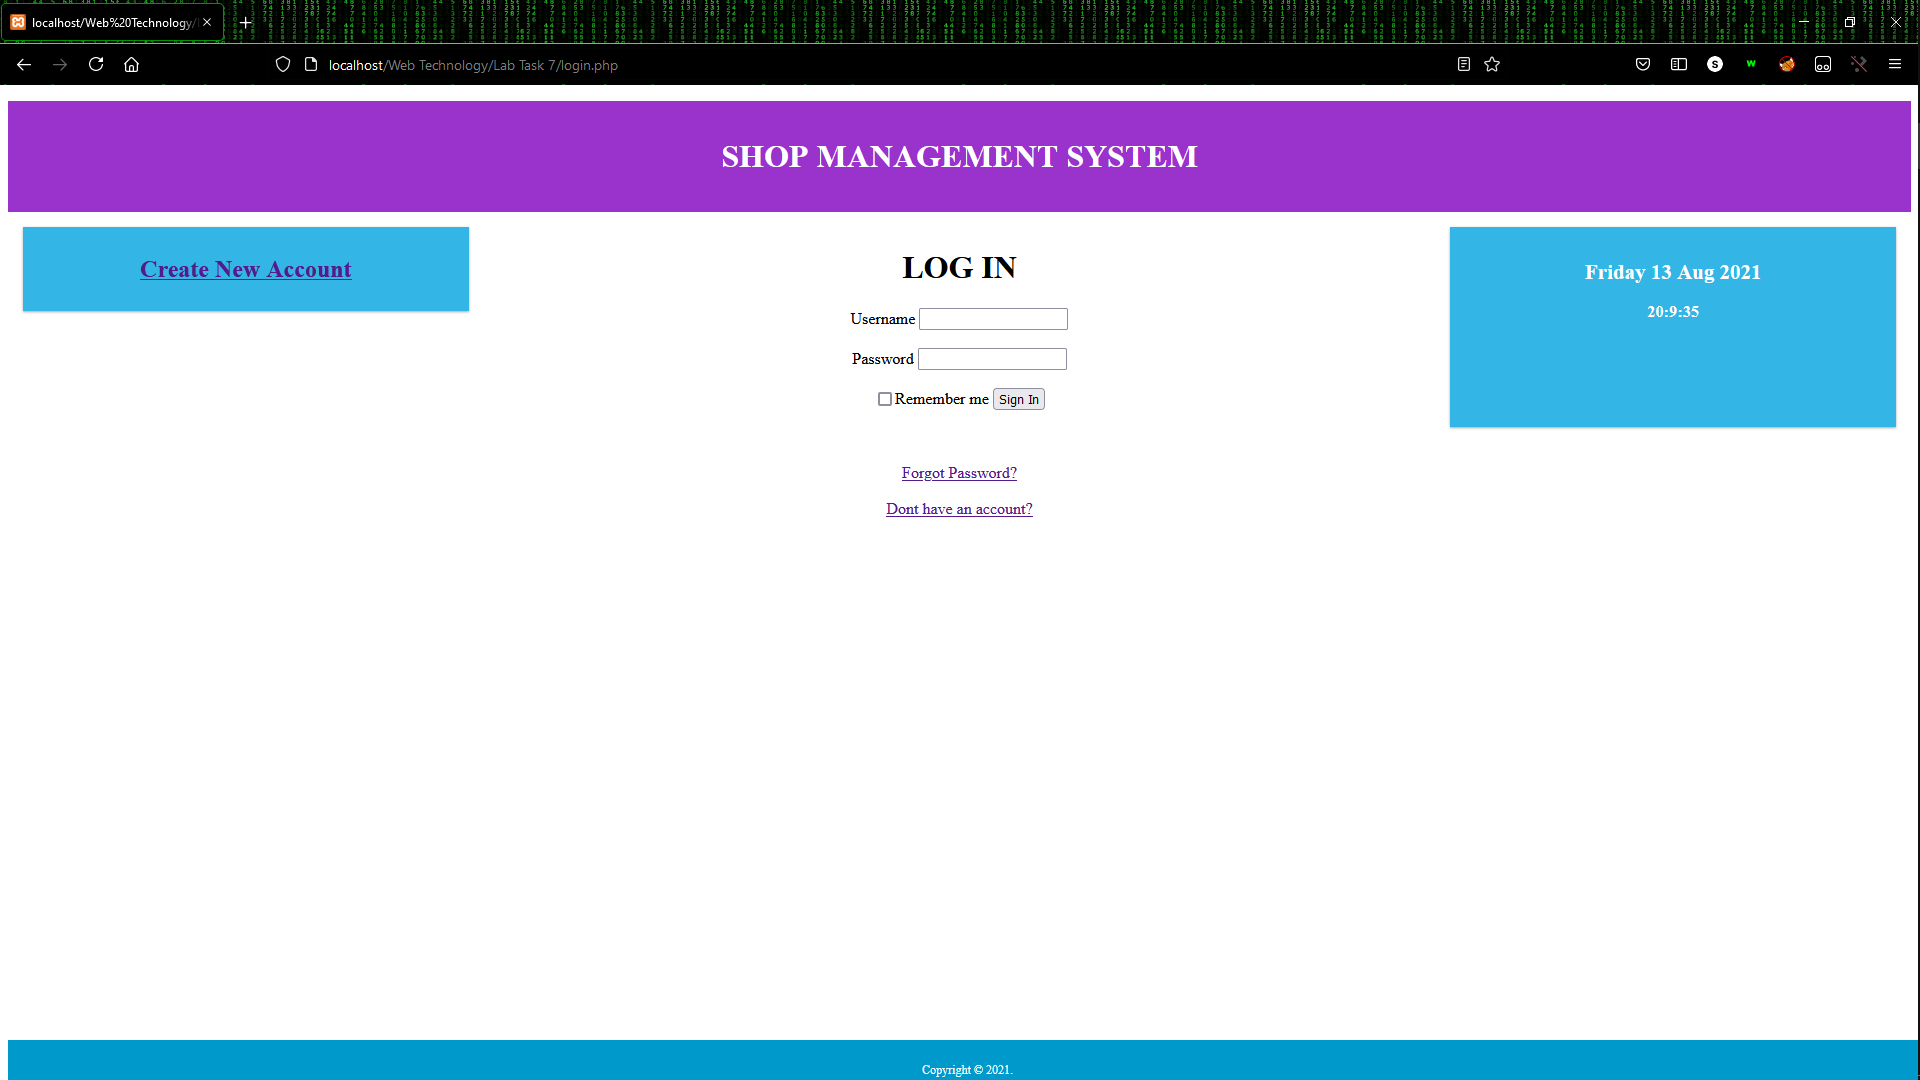 localhost/Web%20Technology/
localhost/Web Technology/Lab Task 7/login.php
SHOP MANAGEMENT SYSTEM
Create New Account
LOG IN
Username
Password
Remember me Sign In
Forgot Password?
Dont have an account?
Friday 13 Aug 2021
20:9:35
Copyright © 2021.